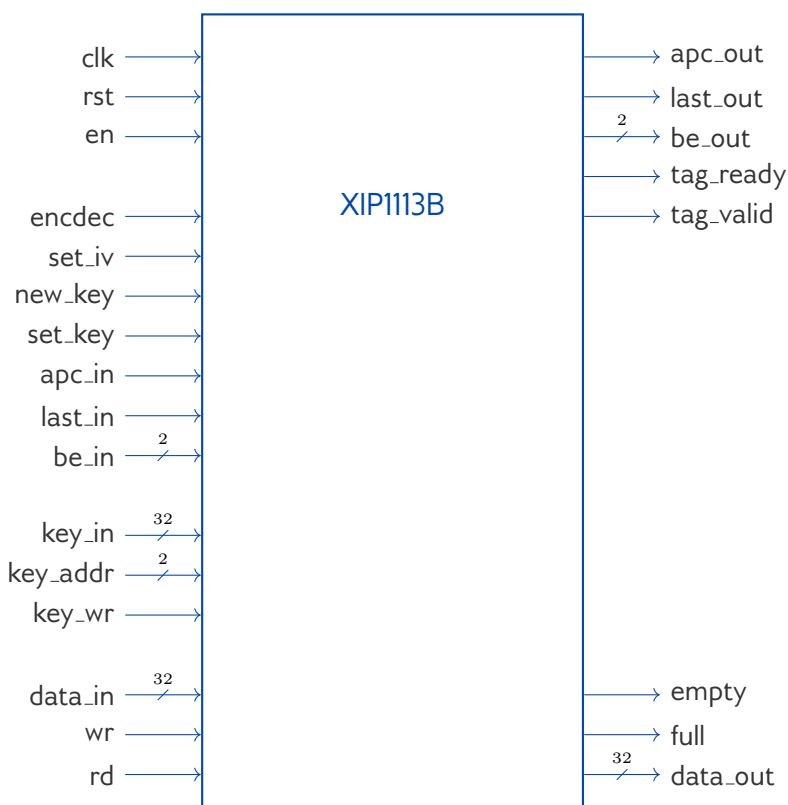 clk
rst
en
encdec
set_iv
new_key
set_key
apc_in
last_in
be_in
2
key_in
32
key_addr
2
key_wr
data_in
32
wr
rd
XIP1113B
apc_out
last_out
2
be_out
tag_ready
tag_valid
empty
full
32
data_out